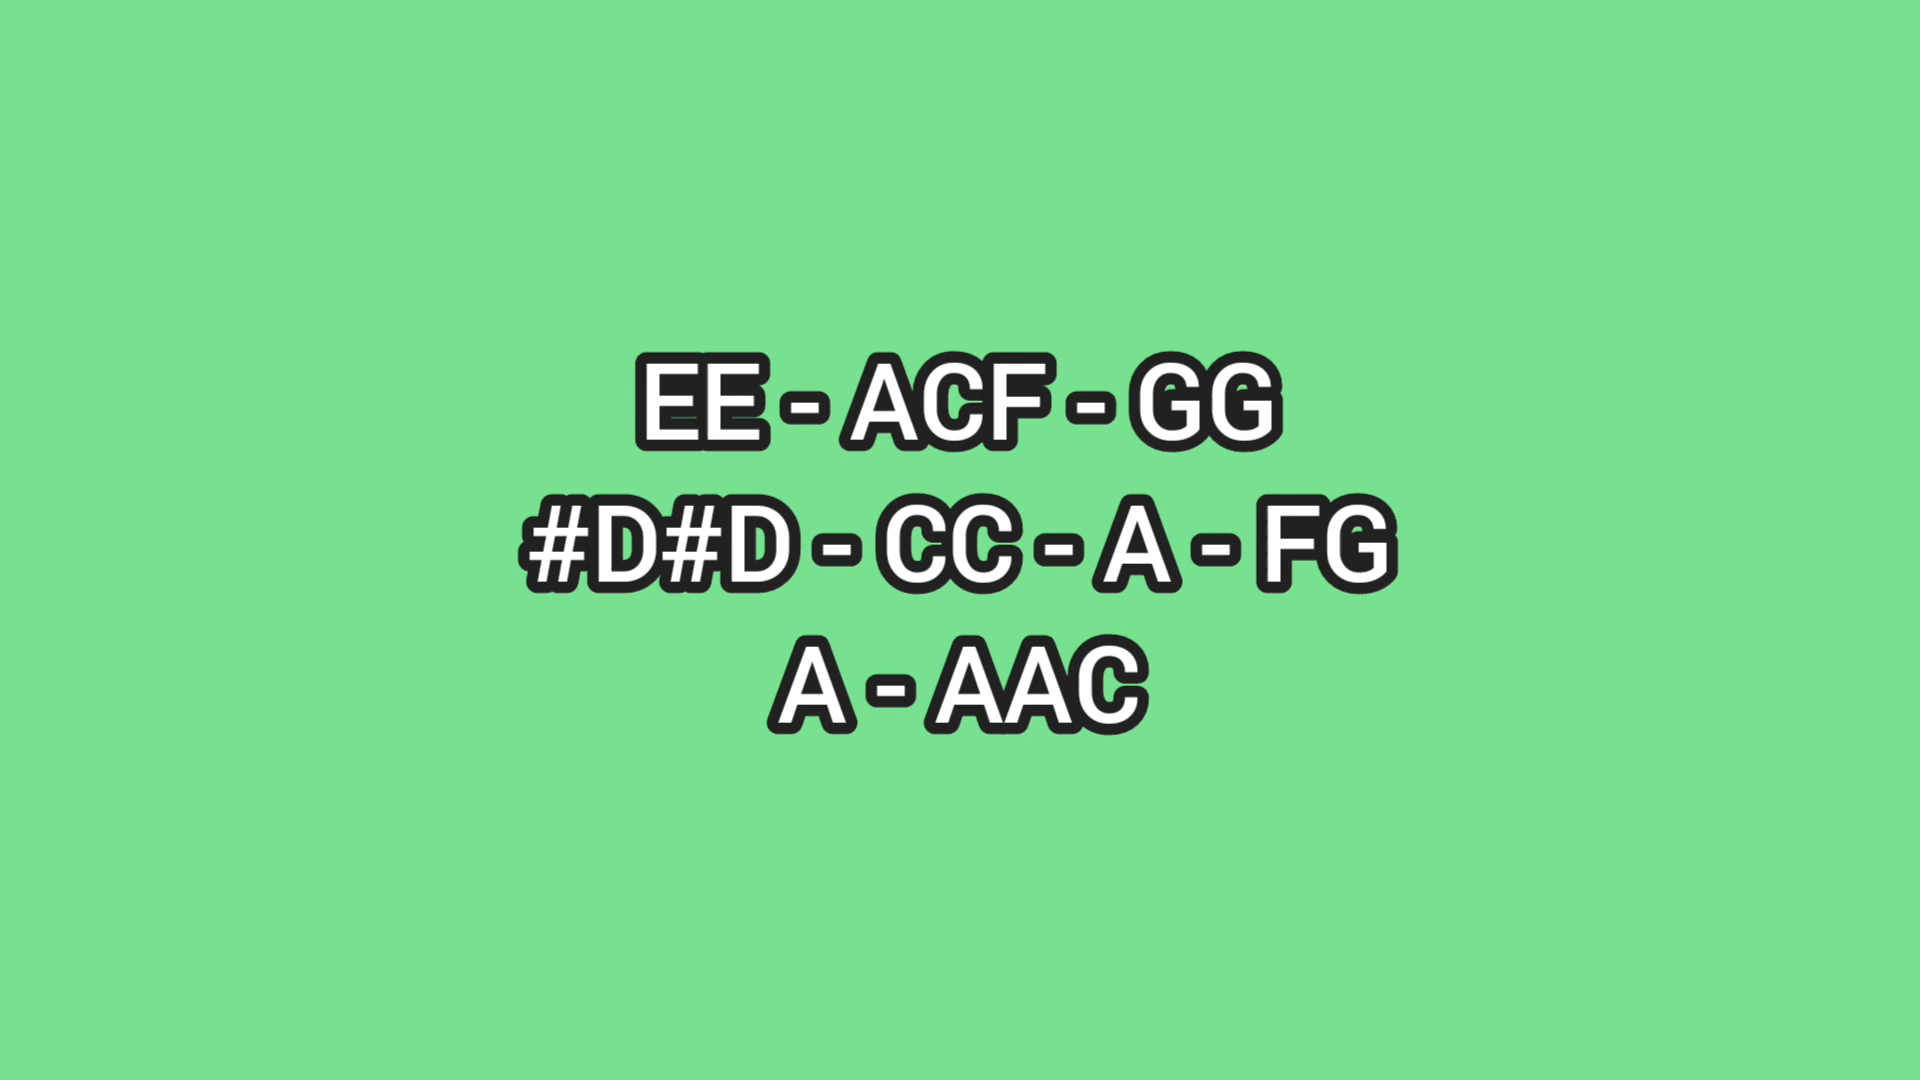 EE - ACF - GG
#D#D - CC - A - FG
A - AAC